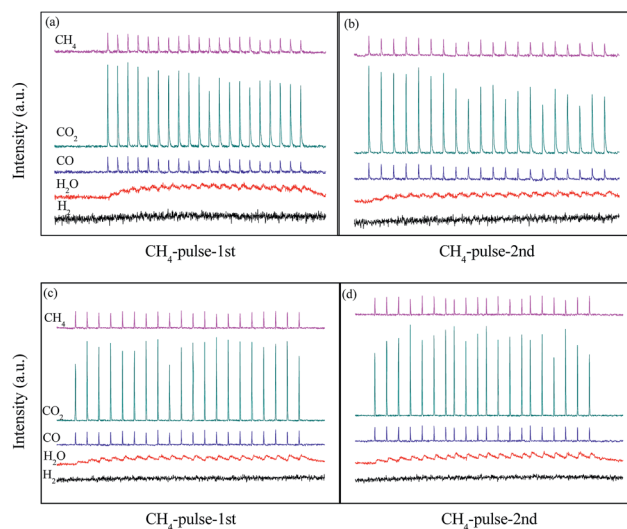 (a)
(b)
CH₄
CO₂
CO
H₂O
H₂
Intensity (a.u.)
CH₄-pulse-1st
CH₄-pulse-2nd
(c)
(d)
CH₄
CO₂
CO
H₂O
H₂
Intensity (a.u.)
CH₄-pulse-1st
CH₄-pulse-2nd